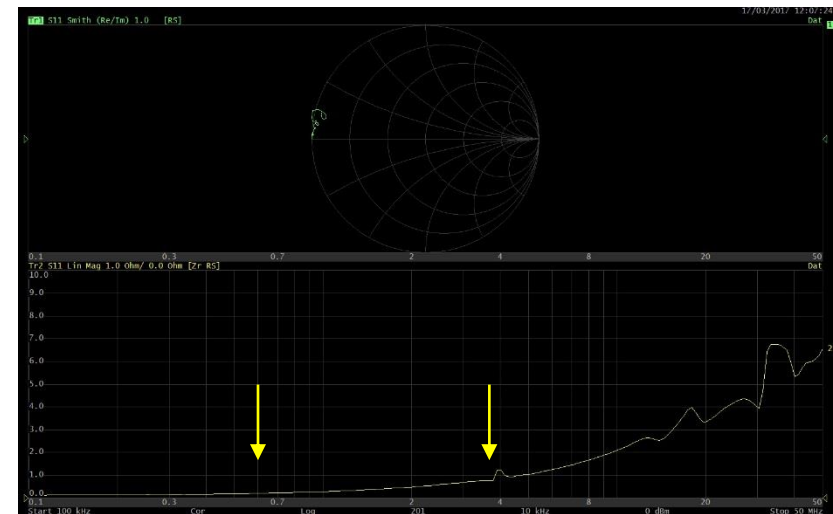 17/03/2017 12:07:24
Tr1 S11 Smith (Re/Im) 1.0 [RS]
Dat
1
0.1 0.3 0.7 2 4 8 20 50
Tr2 S11 Lin Mag 1.0 Ohm/ 0.0 Ohm [Zr RS]
Dat
10.0
9.0
8.0
7.0
2
6.0
5.0
4.0
3.0
2.0
1.0
0.0
0.1 0.3 0.7 2 4 8 20 50
Start 100 kHz Cor Log 201 10 kHz 0 dBm Stop 50 MHz